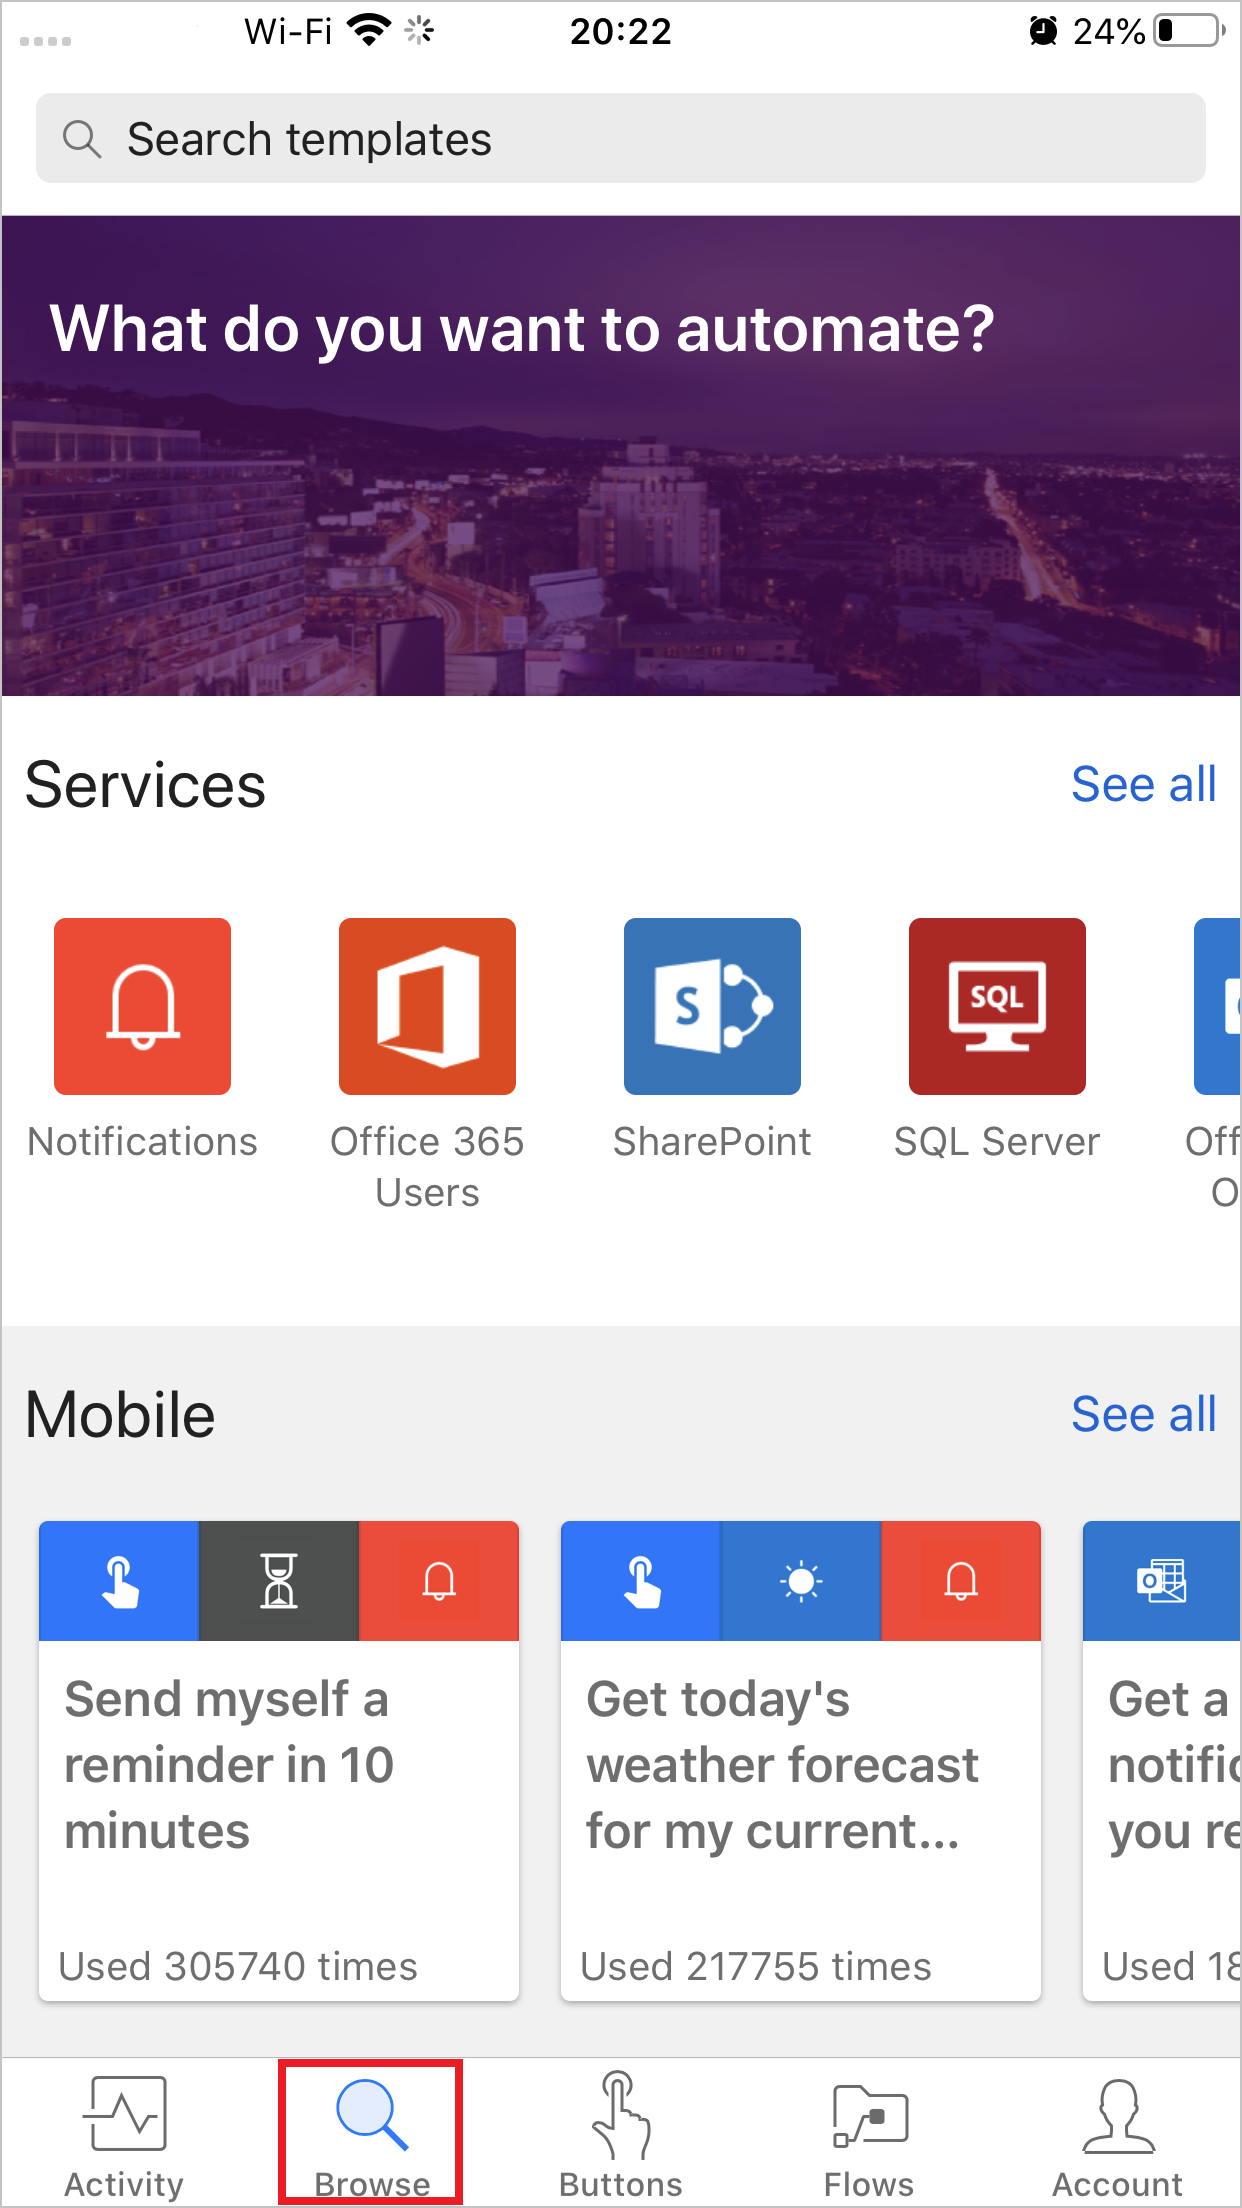 Wi-Fi 20:22 24%
Search templates
What do you want to automate?
Services See all
SQL
S
Notifications Office 365 SharePoint SQL Server Off
Users O
Mobile See all
Send myself a Get today's Get a
reminder in 10 weather forecast notific
minutes for my current... you re
Used 305740 times Used 217755 times Used 18
Activity Browse Buttons Flows Account